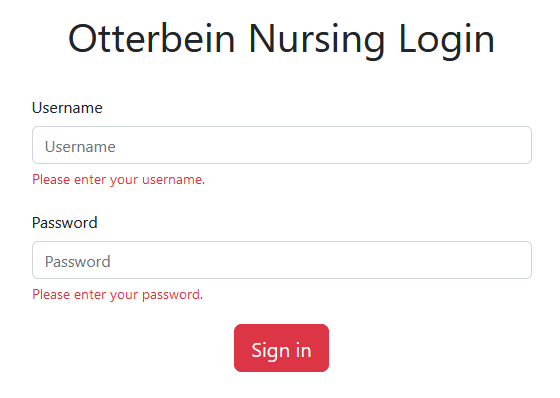 Otterbein Nursing Login
Username
Username
Please enter your username.
Password
Password
Please enter your password.
Sign in